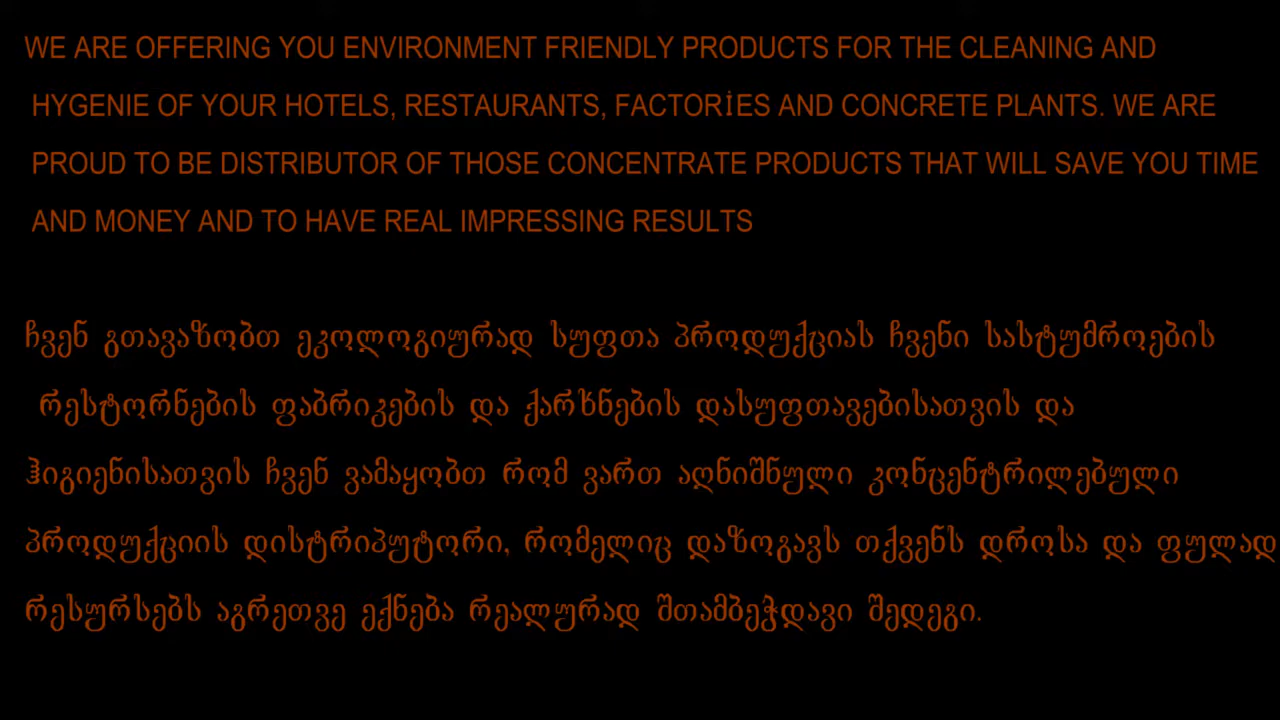 WE ARE OFFERING YOU ENVIRONMENT FRIENDLY PRODUCTS FOR THE CLEANING AND
HYGENIE OF YOUR HOTELS, RESTAURANTS, FACTORİES AND CONCRETE PLANTS. WE ARE
PROUD TO BE DISTRIBUTOR OF THOSE CONCENTRATE PRODUCTS THAT WILL SAVE YOU TIME
AND MONEY AND TO HAVE REAL IMPRESSING RESULTS
ჩვენ გთავაზობთ ეკოლოგიურად სუფთა პროდუქციას ჩვენი სასტუმროების
რესტორნების ფაბრიკების და ქარხნების დასუფთავებისათვის და
ჰიგიენისათვის ჩვენ ვამაყობთ რომ ვართ აღნიშნული კონცენტრილებული
პროდუქციის დისტრიპუტორი, რომელიც დაზოგავს თქვენს დროსა და ფულად
რესურსებს აგრეთვე ექნება რეალურად შთამბეჭდავი შედეგი.